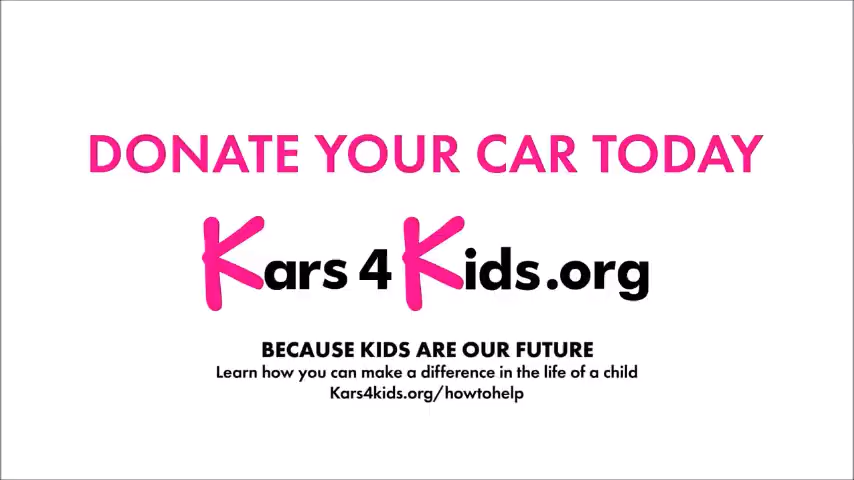 DONATE YOUR CAR TODAY
Kars4Kids.org
BECAUSE KIDS ARE OUR FUTURE
Learn how you can make a difference in the life of a child
Kars4kids.org/howtohelp